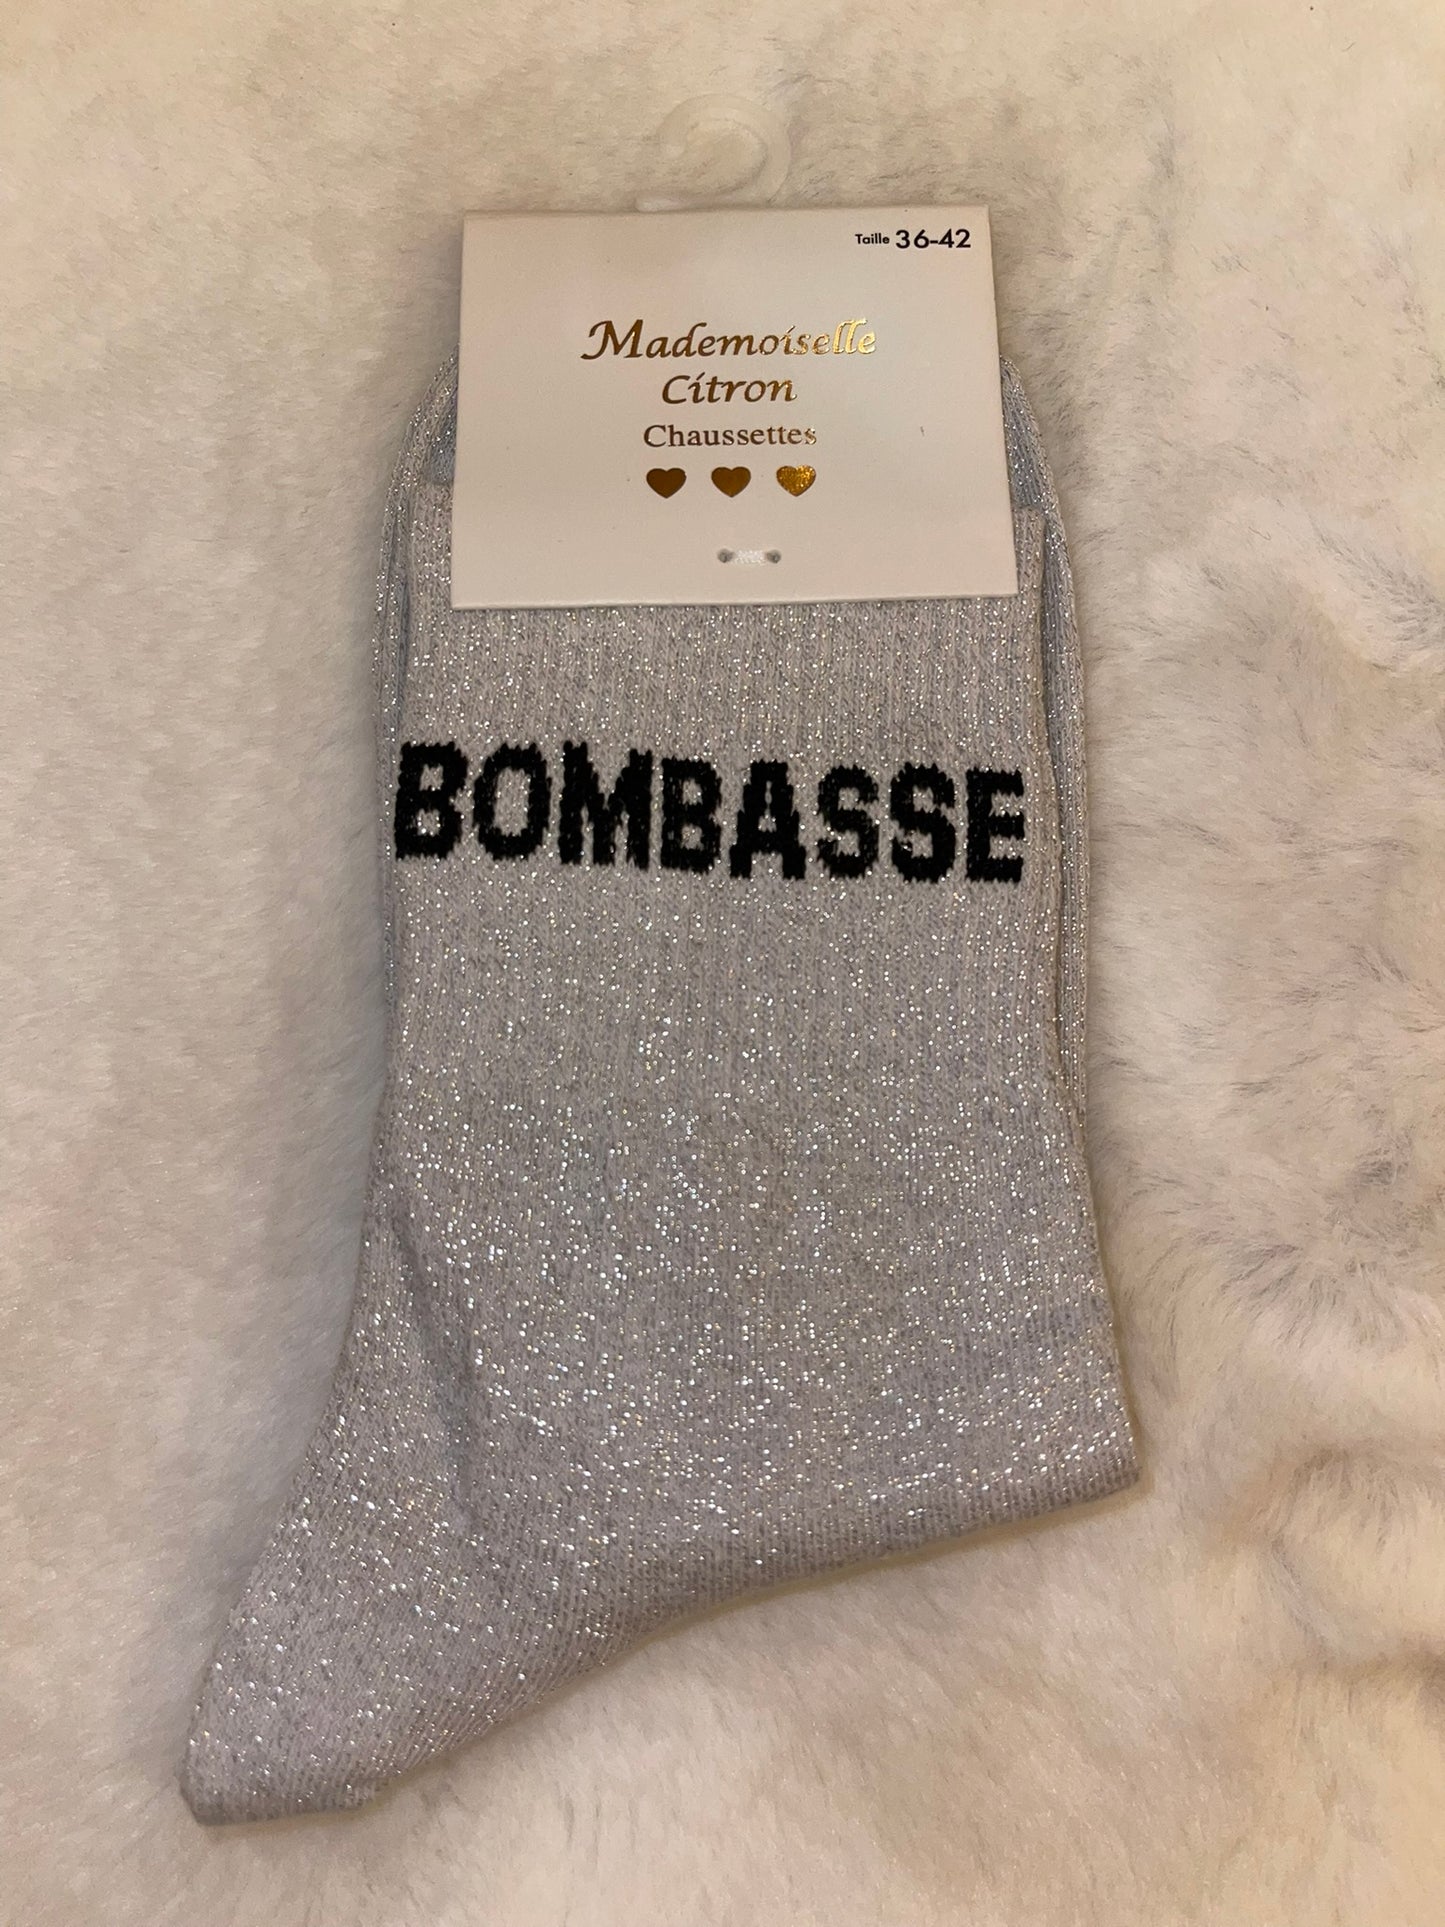 Taille 36-42
Mademoiselle
Citron
Chaussettes
BOMBASSE